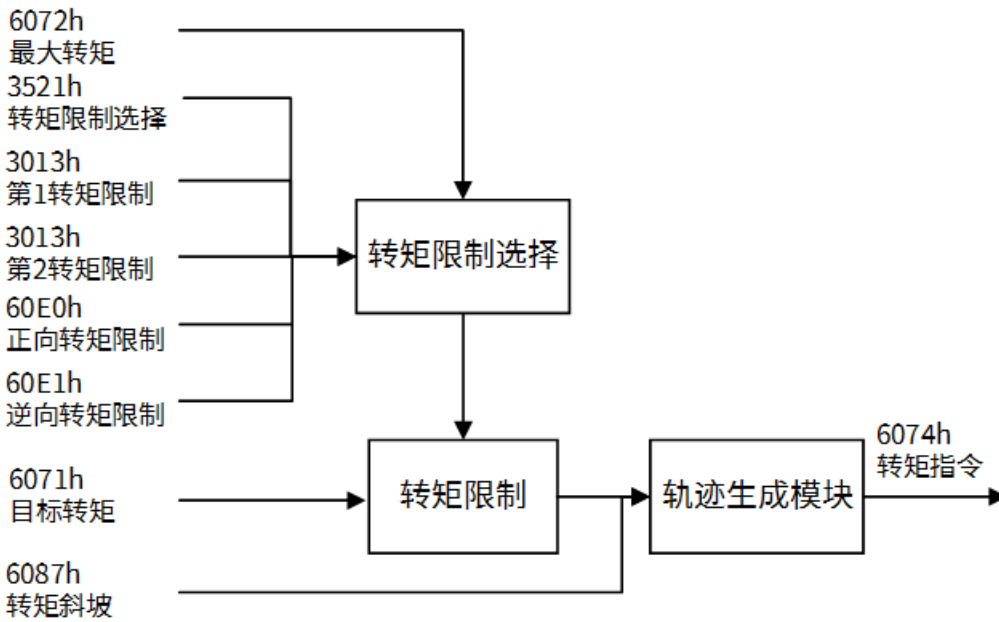 6072h
最大转矩
3521h
转矩限制选择
3013h
第1转矩限制
3013h
第2转矩限制
60E0h
正向转矩限制
60E1h
逆向转矩限制
转矩限制选择
6071h
目标转矩
转矩限制
轨迹生成模块
6074h
转矩指令
6087h
转矩斜坡